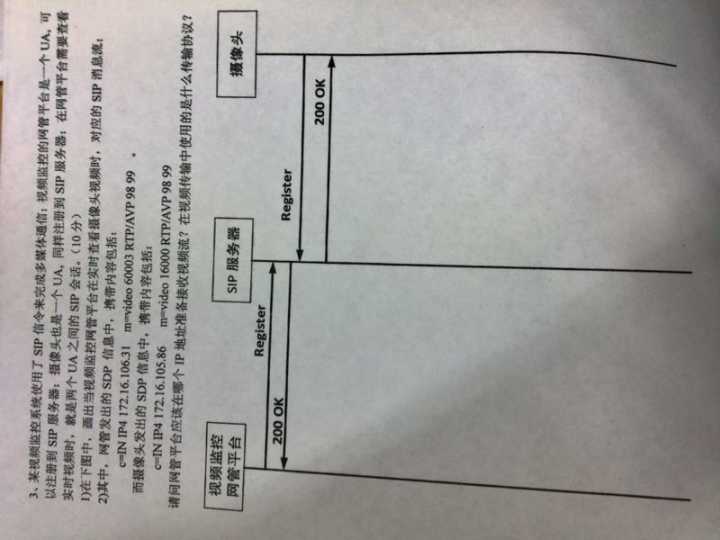 3、某视频监控系统使用了 SIP 信令来完成多媒体通信：视频监控的网管平台是一个 UA, 可
以注册到 SIP 服务器；摄像头也是一个 UA, 同样注册到 SIP 服务器；在网管平台需要查看
实时视频时，就是两个 UA 之间的 SIP 会话。（10 分）
1)在下图中，画出当视频监控网管平台在实时查看摄像头视频时，对应的 SIP 消息流；
2)其中，网管发出的 SDP 信息中，携带内容包括：
c=IN IP4 172.16.106.31 m=video 60003 RTP/AVP 98 99 。
而摄像头发出的 SDP 信息中，携带内容包括：
c=IN IP4 172.16.105.86 m=video 16000 RTP/AVP 98 99
请问网管平台应该在哪个 IP 地址准备接收视频流？在视频传输中使用的是什么传输协议？
视频监控
网管平台
SIP 服务器
摄像头
Register
200 OK
Register
200 OK